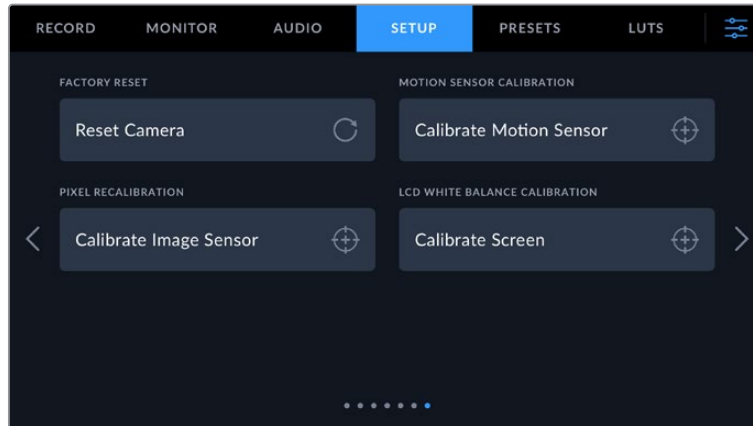 RECORD MONITOR AUDIO SETUP PRESETS LUTS
FACTORY RESET
MOTION SENSOR CALIBRATION
Reset Camera
Calibrate Motion Sensor
PIXEL RECALIBRATION
LCD WHITE BALANCE CALIBRATION
Calibrate Image Sensor
Calibrate Screen